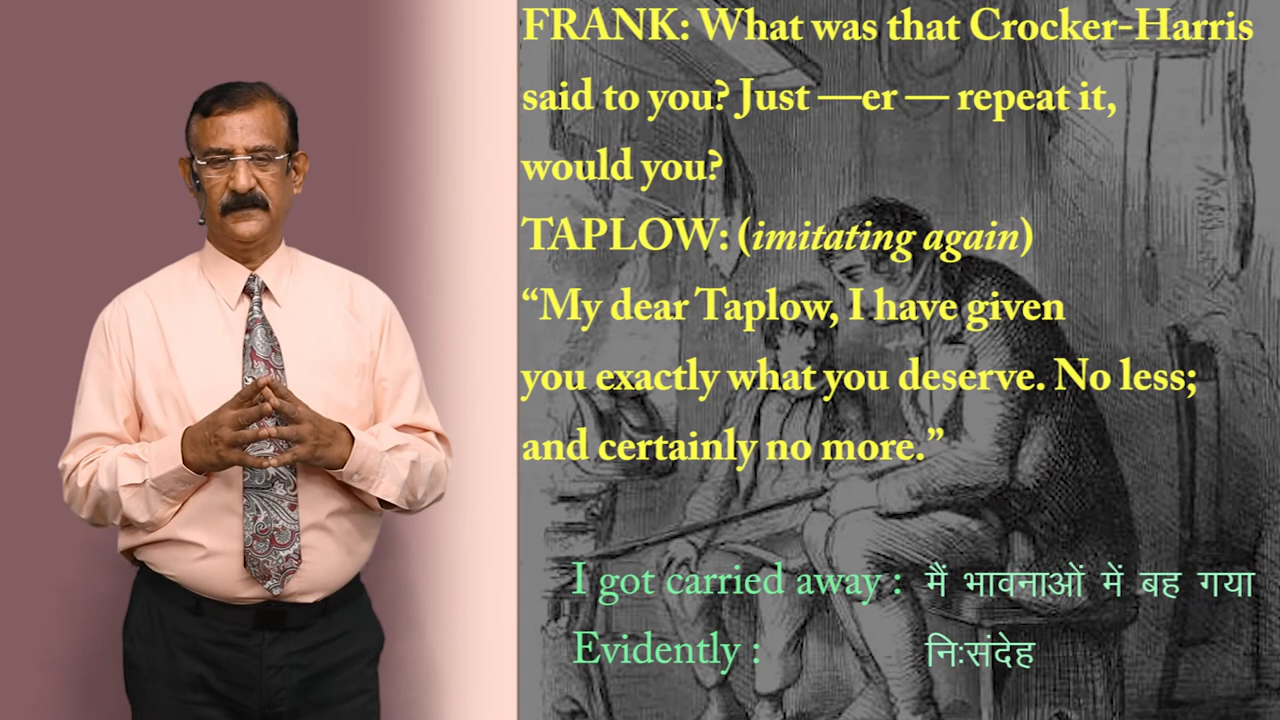 FRANK: What was that Crocker-Harris
said to you? Just —er — repeat it,
would you?
TAPLOW: (imitating again)
“My dear Taplow, I have given
you exactly what you deserve. No less;
and certainly no more.”
I got carried away : मैं भावनाओं में बह गया
Evidently : निःसंदेह